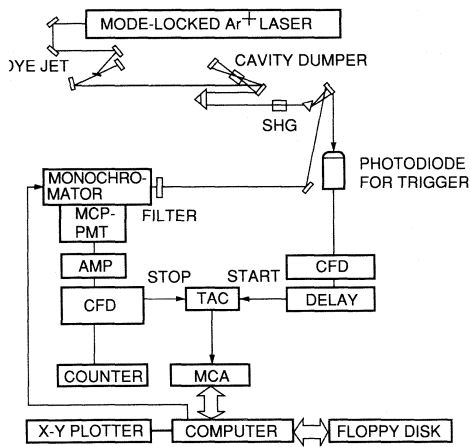 MODE-LOCKED Ar+ LASER
DYE JET
CAVITY DUMPER
SHG
PHOTODIODE
FOR TRIGGER
MONOCHRO-
MATOR
FILTER
MCP-
PMT
AMP
CFD
STOP
START
CFD
TAC
DELAY
COUNTER
MCA
X-Y PLOTTER
COMPUTER
FLOPPY DISK